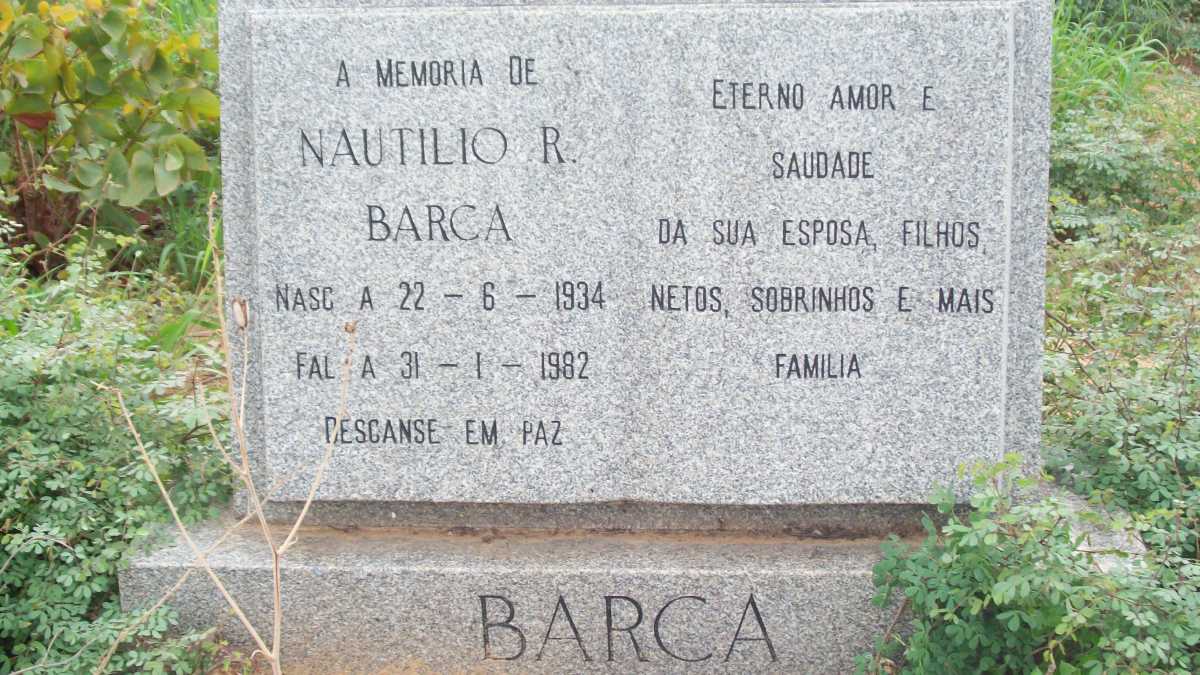 A MEMORIA DE
NAUTILIO R.
BARCA
NASC A 22 – 6 – 1934
FAL A 31 – 1 – 1982
DESCANSE EM PAZ
ETERNO AMOR E
SAUDADE
DA SUA ESPOSA, FILHOS,
NETOS, SOBRINHOS E MAIS
FAMILIA
BARCA